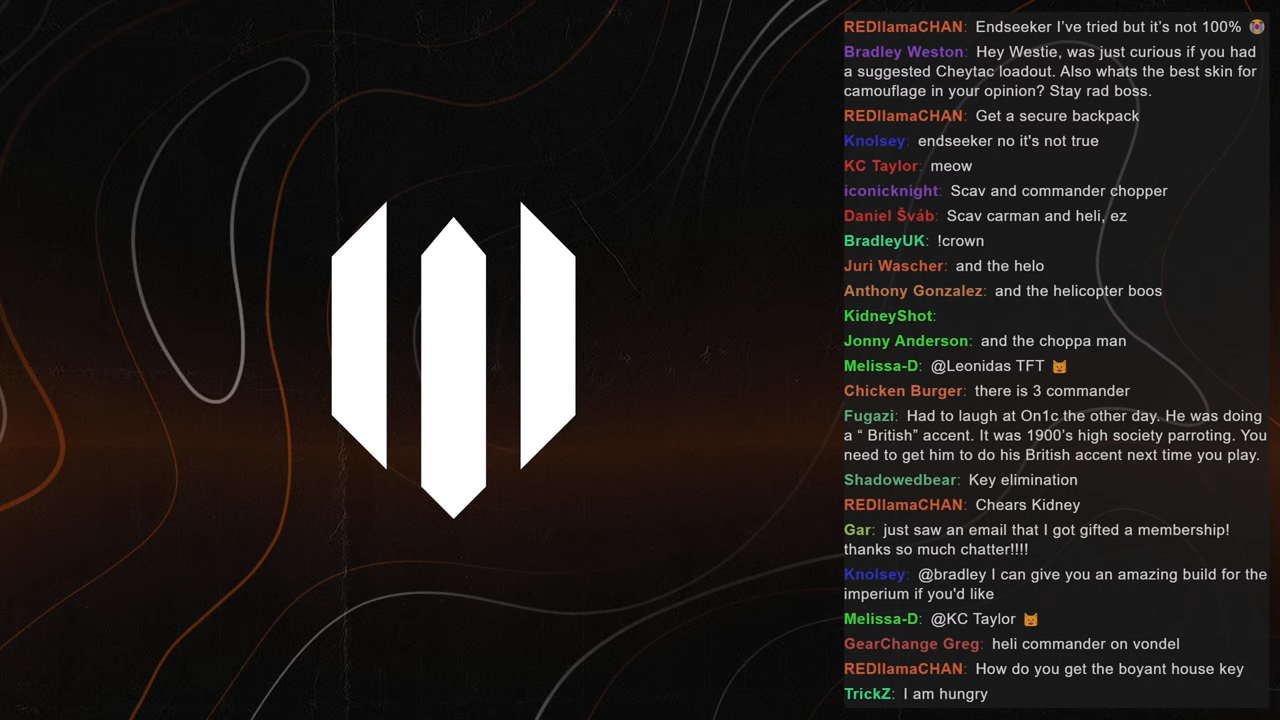 REDllamaCHAN: Endseeker I've tried but it's not 100%
Bradley Weston: Hey Westie, was just curious if you had
a suggested Cheytac loadout. Also whats the best skin for
camouflage in your opinion? Stay rad boss.
REDllamaCHAN: Get a secure backpack
Knolsey: endseeker no it's not true
KC Taylor: meow
iconicknight: Scav and commander chopper
Daniel Šváb: Scav carman and heli, ez
BradleyUK: !crown
Juri Wascher: and the helo
Anthony Gonzalez: and the helicopter boos
KidneyShot:
Jonny Anderson: and the choppa man
Melissa-D: @Leonidas TFT
Chicken Burger: there is 3 commander
Fugazi: Had to laugh at On1c the other day. He was doing
a “ British” accent. It was 1900's high society parroting. You
need to get him to do his British accent next time you play.
Shadowedbear: Key elimination
REDllamaCHAN: Chears Kidney
Gar: just saw an email that I got gifted a membership!
thanks so much chatter!!!!
Knolsey: @bradley I can give you an amazing build for the
imperium if you'd like
Melissa-D: @KC Taylor
GearChange Greg: heli commander on vondel
REDllamaCHAN: How do you get the boyant house key
TrickZ: I am hungry